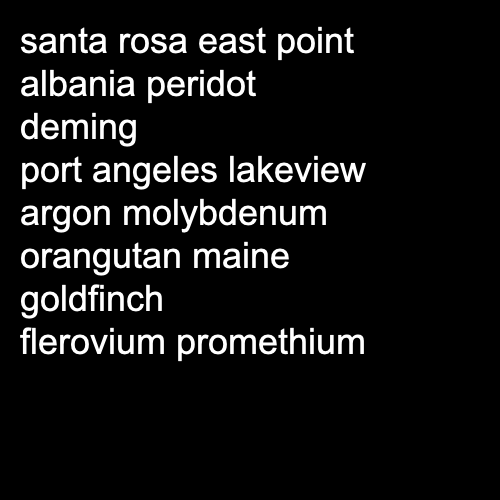 santa rosa east point
albania peridot
deming
port angeles lakeview
argon molybdenum
orangutan maine
goldfinch
flerovium promethium